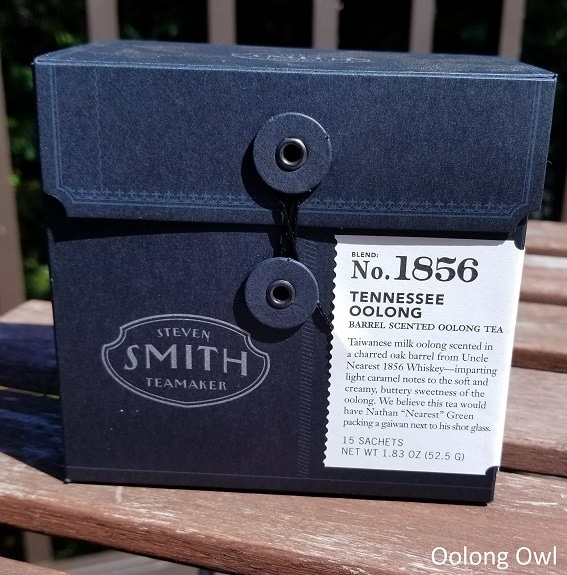 SMITH
BLEND:
No. 1856
TENNESSEE
OOLONG
BARREL SCENTED OOLONG TEA
Taiwanese milk oolong scented in
a charred oak barrel from Uncle
Nearest 1856 Whiskey—imparting
light caramel notes to the soft and
creamy, buttery sweetness of the
oolong. We believe this tea would
have Nathan “Nearest” Green
packing a gaiwan next to his shot glass.
15 SACHETS
NET WT 1.83 OZ (52.5 G)
STEVEN
SMITH
TEAMAKER
Oolong Owl